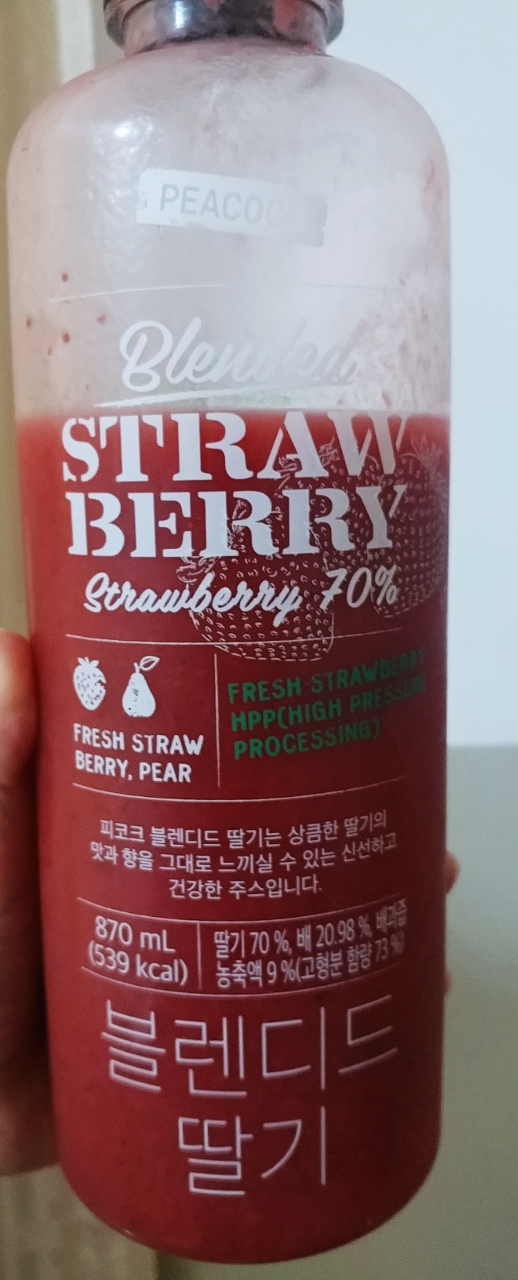 PEACOC
Blended
STRAW
BERRY
Strawberry 70%
FRESH STRAW
BERRY, PEAR
FRESH STRAWBERRY
HPP(HIGH PRESSURE
PROCESSING)
피코크 블렌디드 딸기는 상큼한 딸기의
맛과 향을 그대로 느끼실 수 있는 신선하고
건강한 주스입니다.
870 mL
(539 kcal)
딸기 70 %, 배 20.98 %, 배과즙
농축액 9 %(고형분 함량 73 %)
블렌디드
딸기